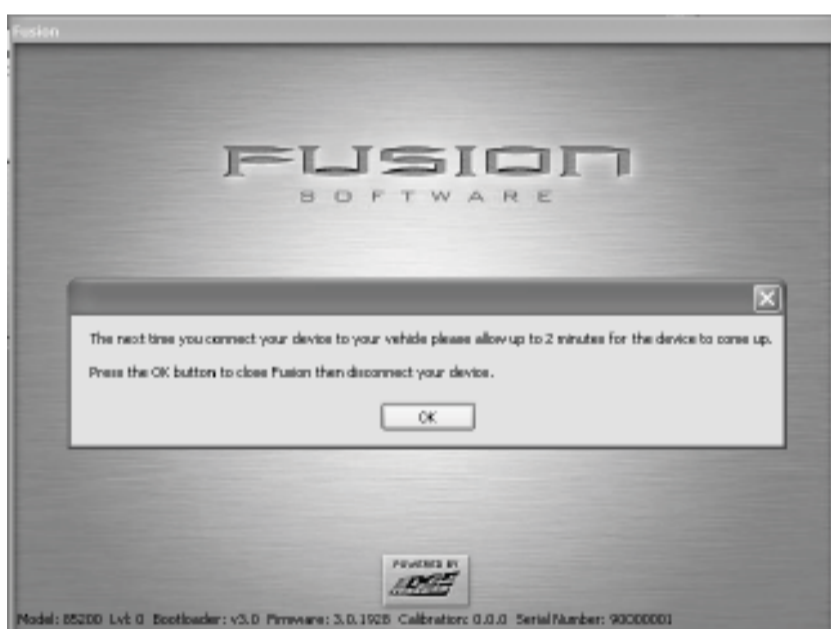 Fusion
FUSION
SOFTWARE
The next time you connect your device to your vehicle please allow up to 2 minutes for the device to come up.
Press the OK button to close Fusion then disconnect your device.
OK
POWERED BY
Model: 85200 Lvl: 0 Bootloader: v3.0 Firmware: 3.0.1928 Calibration: 0.0.0 Serial Number: 90000001